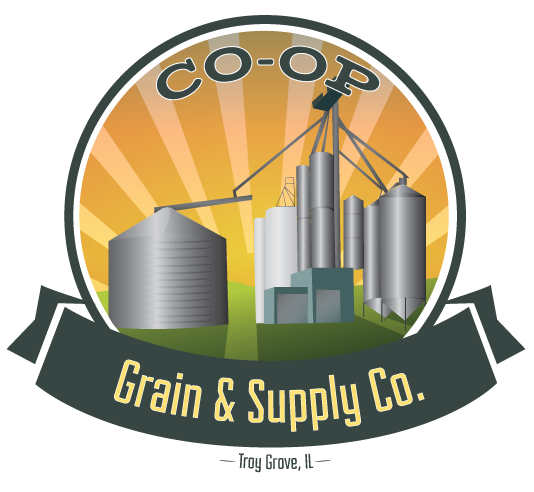 CO-OP
Grain & Supply Co.
– Troy Grove, IL –